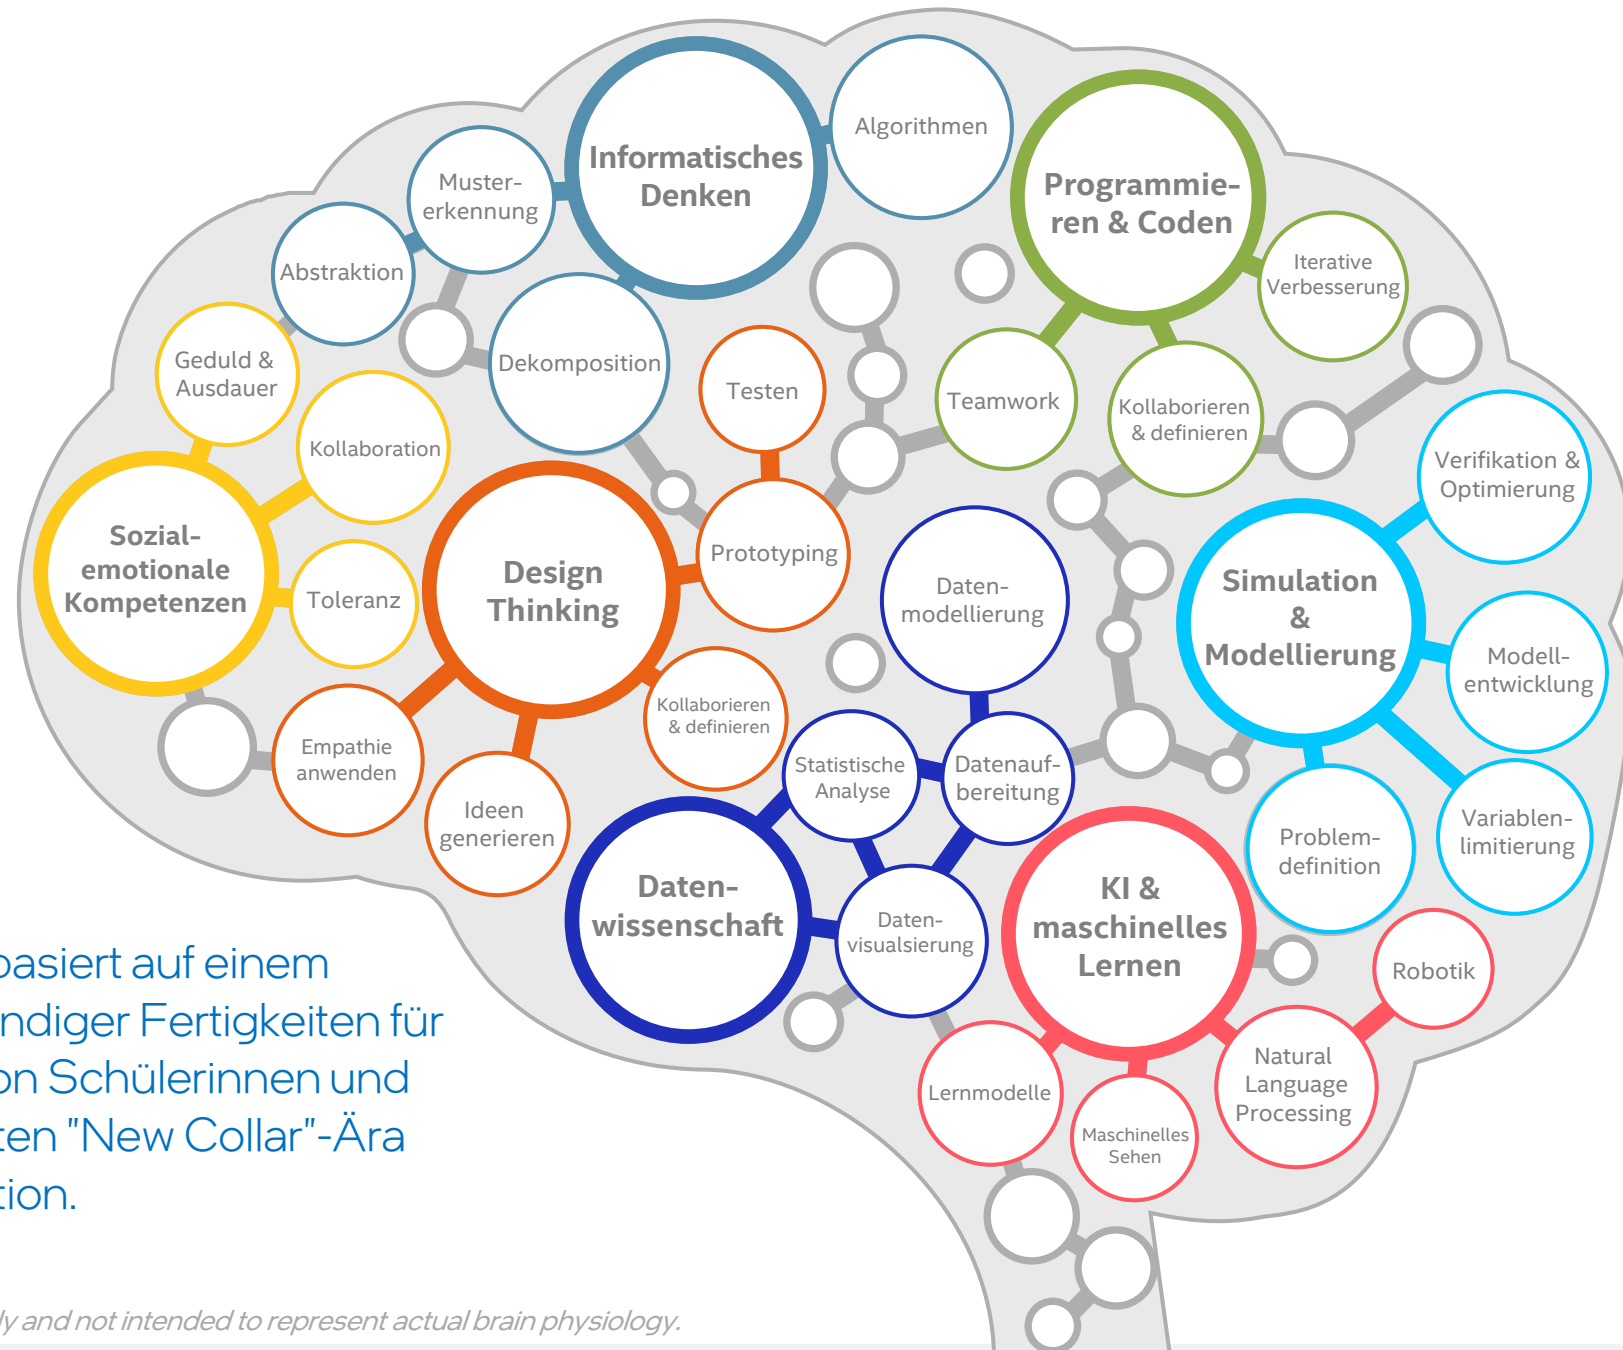 Informatisches
Denken
Algorithmen
Muster-
erkennung
Abstraktion
Dekomposition
Programmie-
ren & Coden
Iterative
Verbesserung
Teamwork
Kollaborieren
& definieren
Geduld &
Ausdauer
Kollaboration
Sozial-
emotionale
Kompetenzen
Toleranz
Testen
Prototyping
Design
Thinking
Kollaborieren
& definieren
Empathie
anwenden
Ideen
generieren
Daten-
modellierung
Statistische
Analyse
Datenauf-
bereitung
Daten-
wissenschaft
Daten-
visualsierung
Verifikation &
Optimierung
Simulation
&
Modellierung
Modell-
entwicklung
Variablen-
limitierung
Problem-
definition
KI &
maschinelles
Lernen
Robotik
Natural
Language
Processing
Lernmodelle
Maschinelles
Sehen
basiert auf einem
ndiger Fertigkeiten für
on Schülerinnen und
ten "New Collar"-Ära
tion.
ly and not intended to represent actual brain physiology.